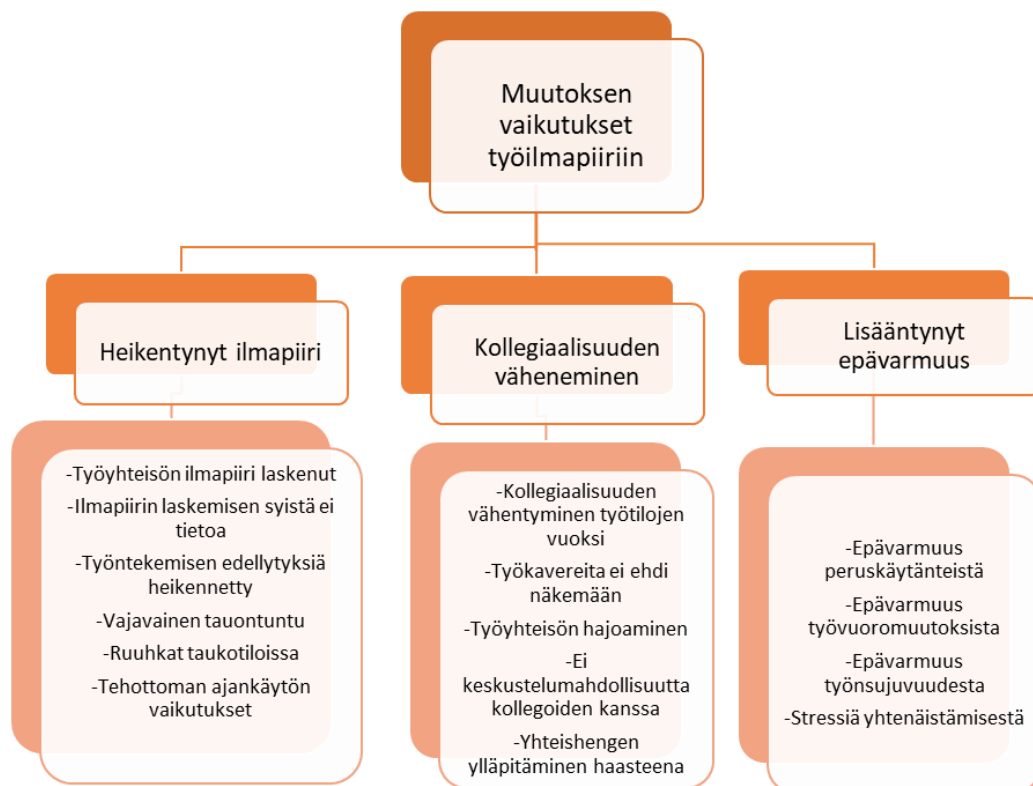 Muutoksen
vaikutukset
työilmapiiriin
Heikentynyt ilmapiiri
Kollegiaalisuuden
väheneminen
Lisääntynyt
epävarmuus
-Työyhteisön ilmapiiri laskenut
-Ilmapiirin laskemisen syistä ei
tietoa
-Työntekemisen edellytyksiä
heikennetty
-Vajavainen tauontuntu
-Ruuhkat taukotiloissa
-Tehottoman ajankäytön
vaikutukset
-Kollegiaalisuuden
vähentyminen työtilojen
vuoksi
-Työkavereita ei ehdi
näkemään
-Työyhteisön hajoaminen
-Ei
keskustelumahdollisuutta
kollegoiden kanssa
-Yhteishengen
ylläpitäminen haasteena
-Epävarmuus
peruskäytänteistä
-Epävarmuus
työvuoromuutoksista
-Epävarmuus
työnsujuvuudesta
-Stressiä yhtenäistämisestä